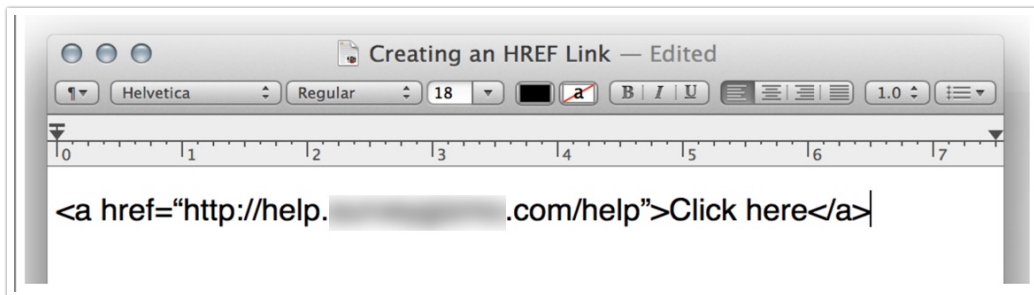 Creating an HREF Link — Edited
¶ Helvetica Regular 18 a B I U 1.0
0 1 2 3 4 5 6 7
<a href=“http://help. .com/help”>Click here</a>